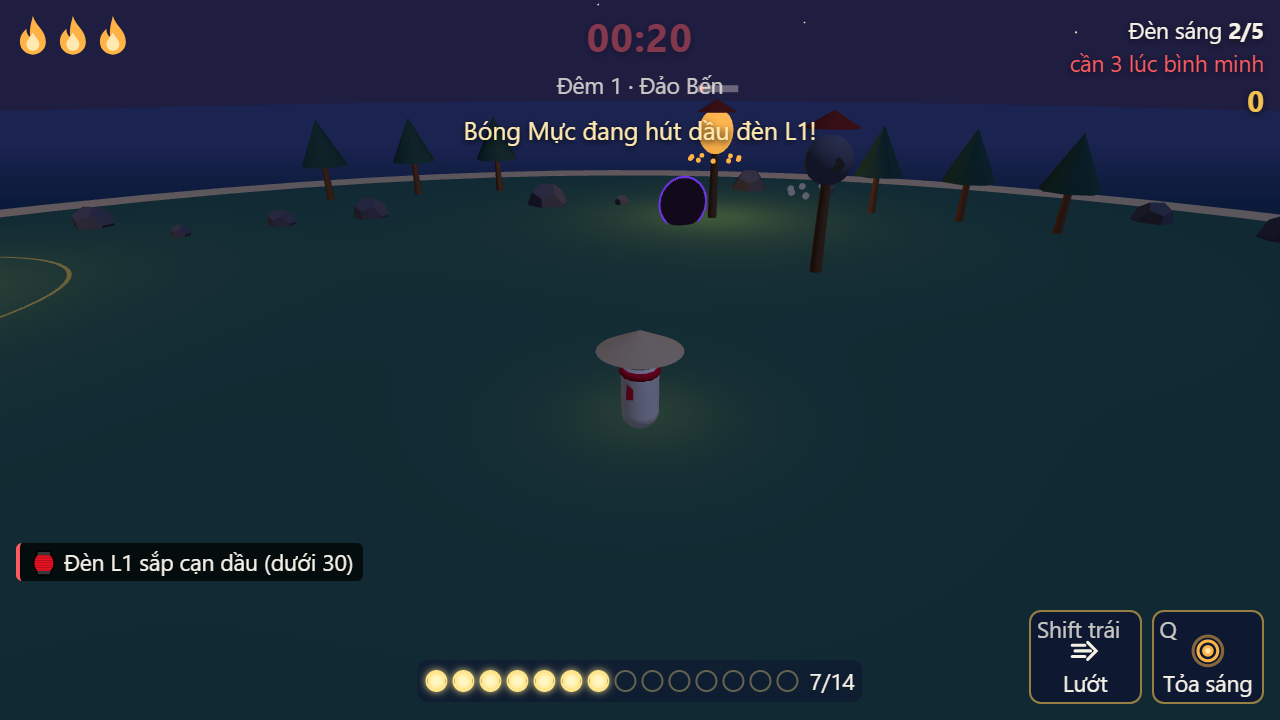 00:20
Đêm 1 · Đảo Bến
Bóng Mực đang hút dầu đèn L1!
Đèn sáng 2/5
cần 3 lúc bình minh
0
Đèn L1 sắp cạn dầu (dưới 30)
7/14
Shift trái
Lướt
Q
Tỏa sáng